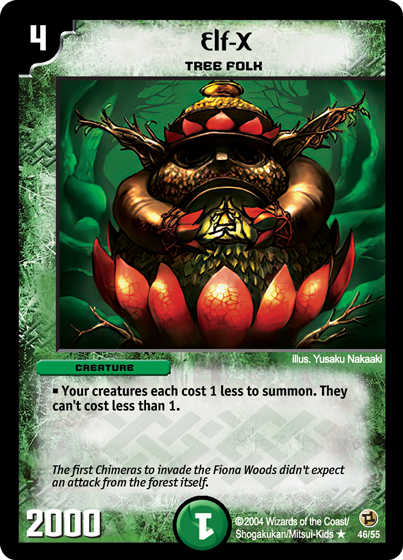 4
Elf-X
TREE FOLK
illus. Yusaku Nakaaki
CREATURE
▪ Your creatures each cost 1 less to summon. They
can't cost less than 1.
The first Chimeras to invade the Fiona Woods didn't expect
an attack from the forest itself.
2000
1
©2004 Wizards of the Coast/
Shogakukan/Mitsui-Kids ★ 46/55